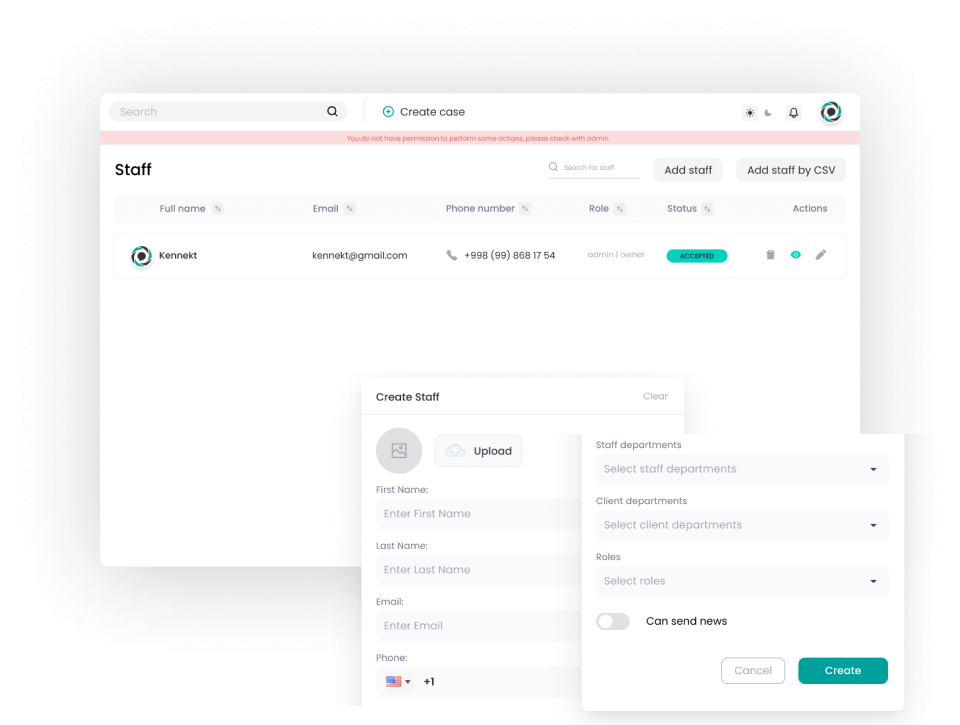 Search
Create case
You do not have permission to perform some actions, please check with admin
Staff
Search for staff
Add staff
Add staff by CSV
Full name
Email
Phone number
Role
Status
Actions
Kennekt
kennekt@gmail.com
+998 (99) 868 17 54
admin | owner
ACCEPTED
Create Staff
Clear
Upload
First Name:
Enter First Name
Last Name:
Enter Last Name
Email:
Enter Email
Phone:
+1
Staff departments
Select staff departments
Client departments
Select client departments
Roles
Select roles
Can send news
Cancel
Create